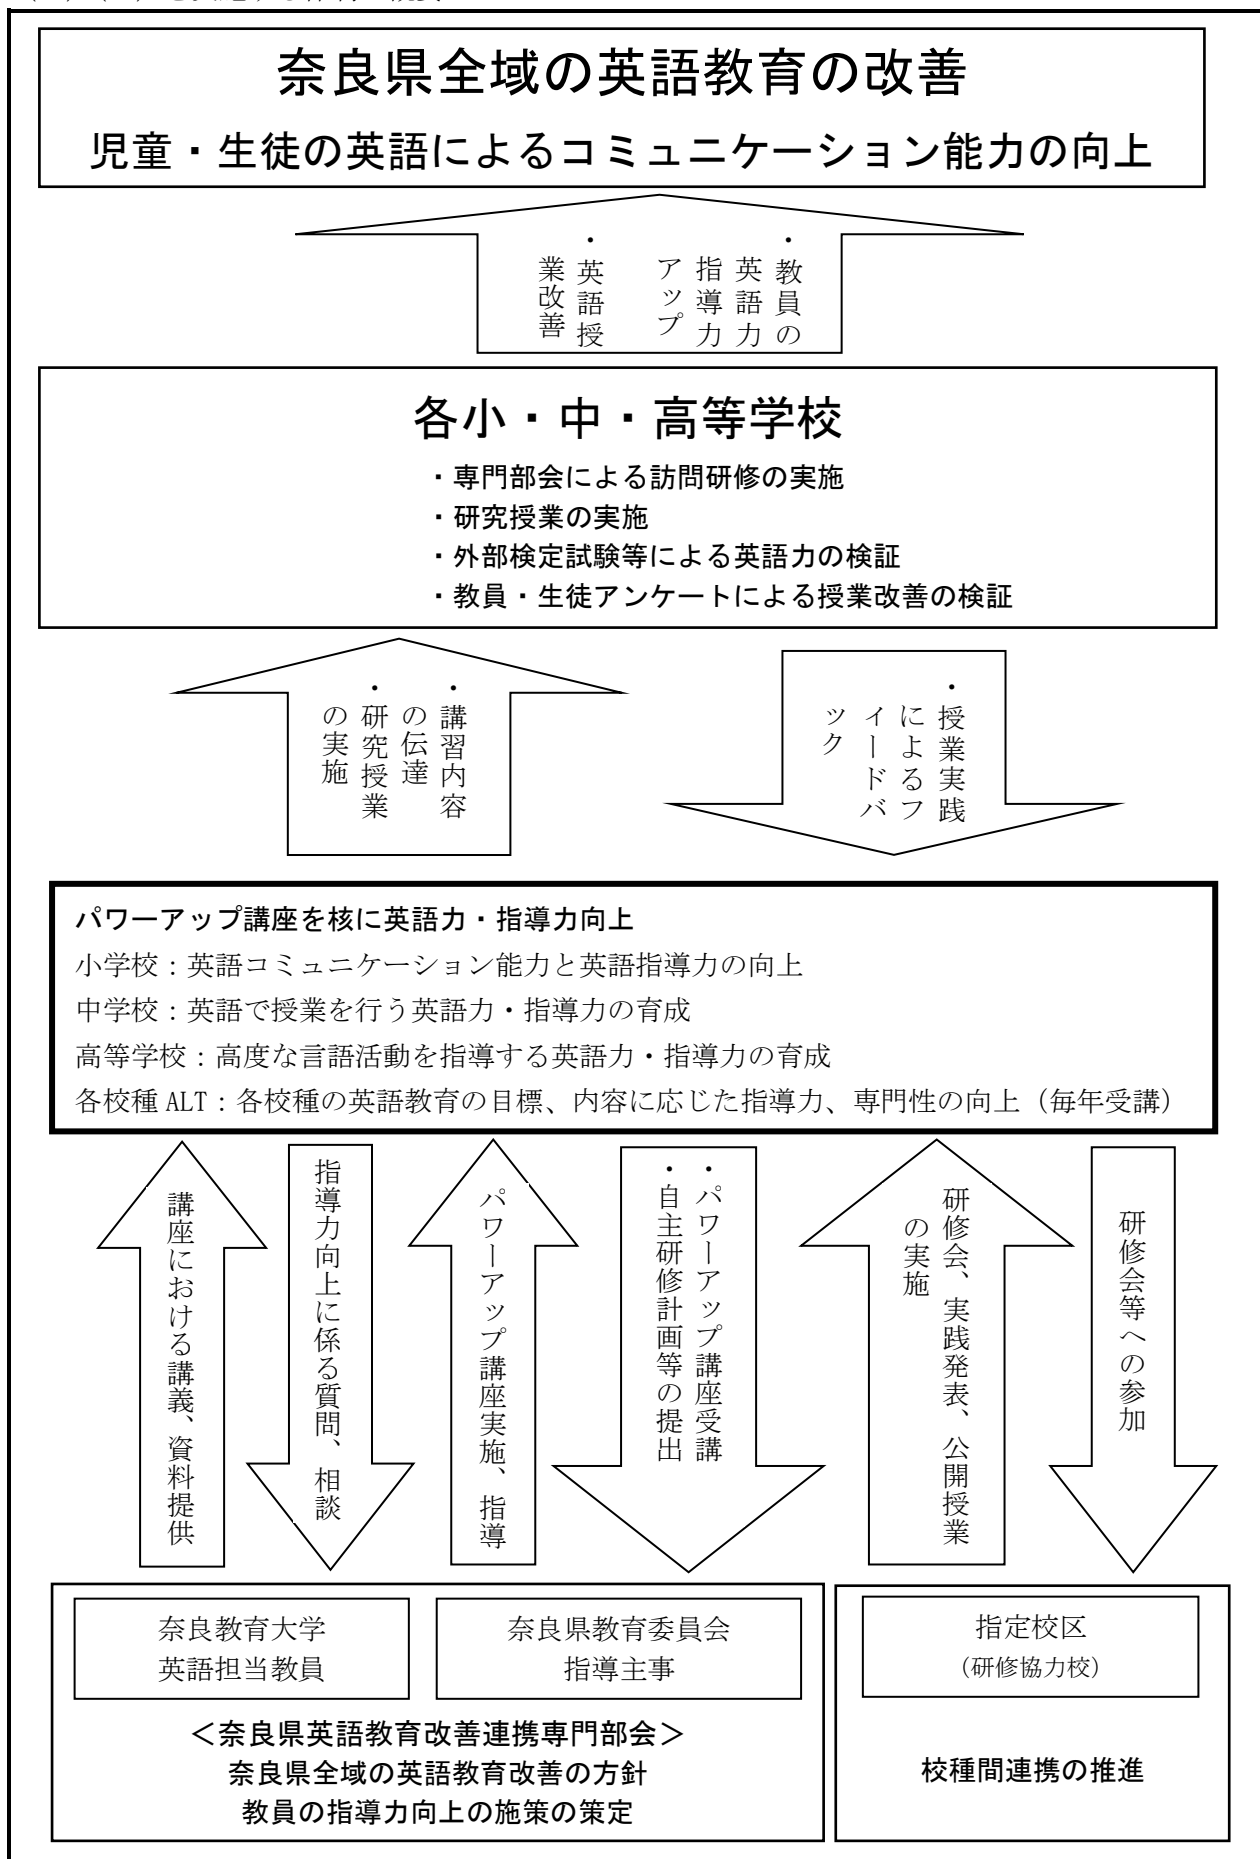 奈良県全域の英語教育の改善
児童・生徒の英語によるコミュニケーション能力の向上
・教員の
英語力
指導力
アップ
・英語授
業改善
各小・中・高等学校
・専門部会による訪問研修の実施
・研究授業の実施
・外部検定試験等による英語力の検証
・教員・生徒アンケートによる授業改善の検証
・講習内容
の伝達
・研究授業
の実施
・授業実践
によるフ
ィードバ
ック
パワーアップ講座を核に英語力・指導力向上
小学校：英語コミュニケーション能力と英語指導力の向上
中学校：英語で授業を行う英語力・指導力の育成
高等学校：高度な言語活動を指導する英語力・指導力の育成
各校種 ALT：各校種の英語教育の目標、内容に応じた指導力、専門性の向上（毎年受講）
講座における講義、資料提供
指導力向上に係る質問、相談
パワーアップ講座実施、指導
・パワーアップ講座受講
・自主研修計画等の提出
研修会、実践発表、公開授業
の実施
研修会等への参加
奈良教育大学
英語担当教員
奈良県教育委員会
指導主事
＜奈良県英語教育改善連携専門部会＞
奈良県全域の英語教育改善の方針
教員の指導力向上の施策の策定
指定校区
（研修協力校）
校種間連携の推進